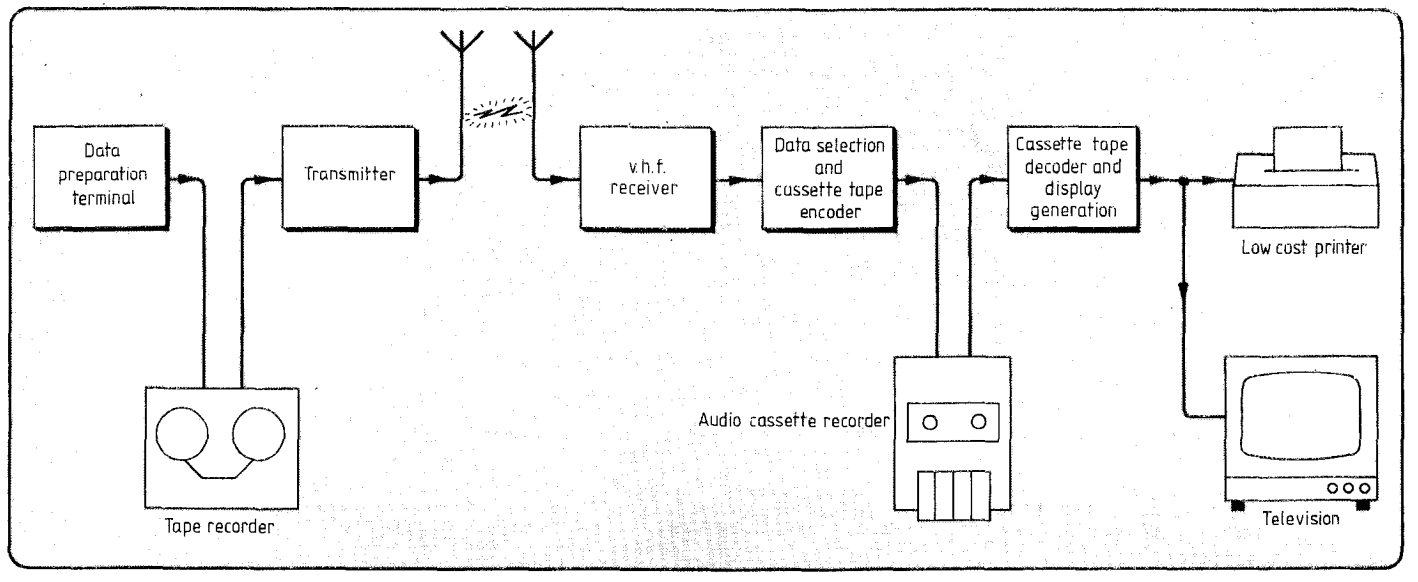 Data
preparation
terminal
Transmitter
v.h.f.
receiver
Data selection
and
cassette tape
encoder
Cassette tape
decoder and
display
generation
Low cost printer
Audio cassette recorder
Tape recorder
Television